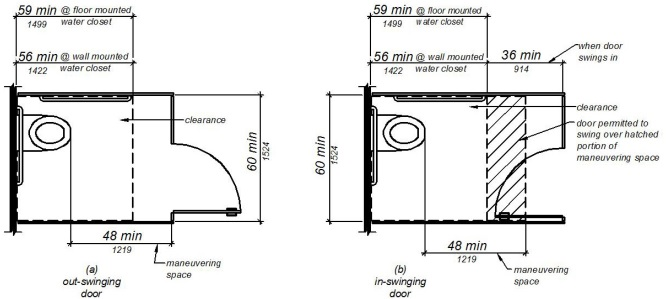 59 min @ floor mounted
1499 water closet
56 min @ wall mounted
1422 water closet
clearance
60 min
1524
48 min
1219
maneuvering
space
(a)
out-swinging
door
59 min @ floor mounted
1499 water closet
56 min @ wall mounted
1422 water closet
36 min
914
when door
swings in
clearance
door permitted to
swing over hatched
portion of
maneuvering space
60 min
1524
48 min
1219
maneuvering
space
(b)
in-swinging
door